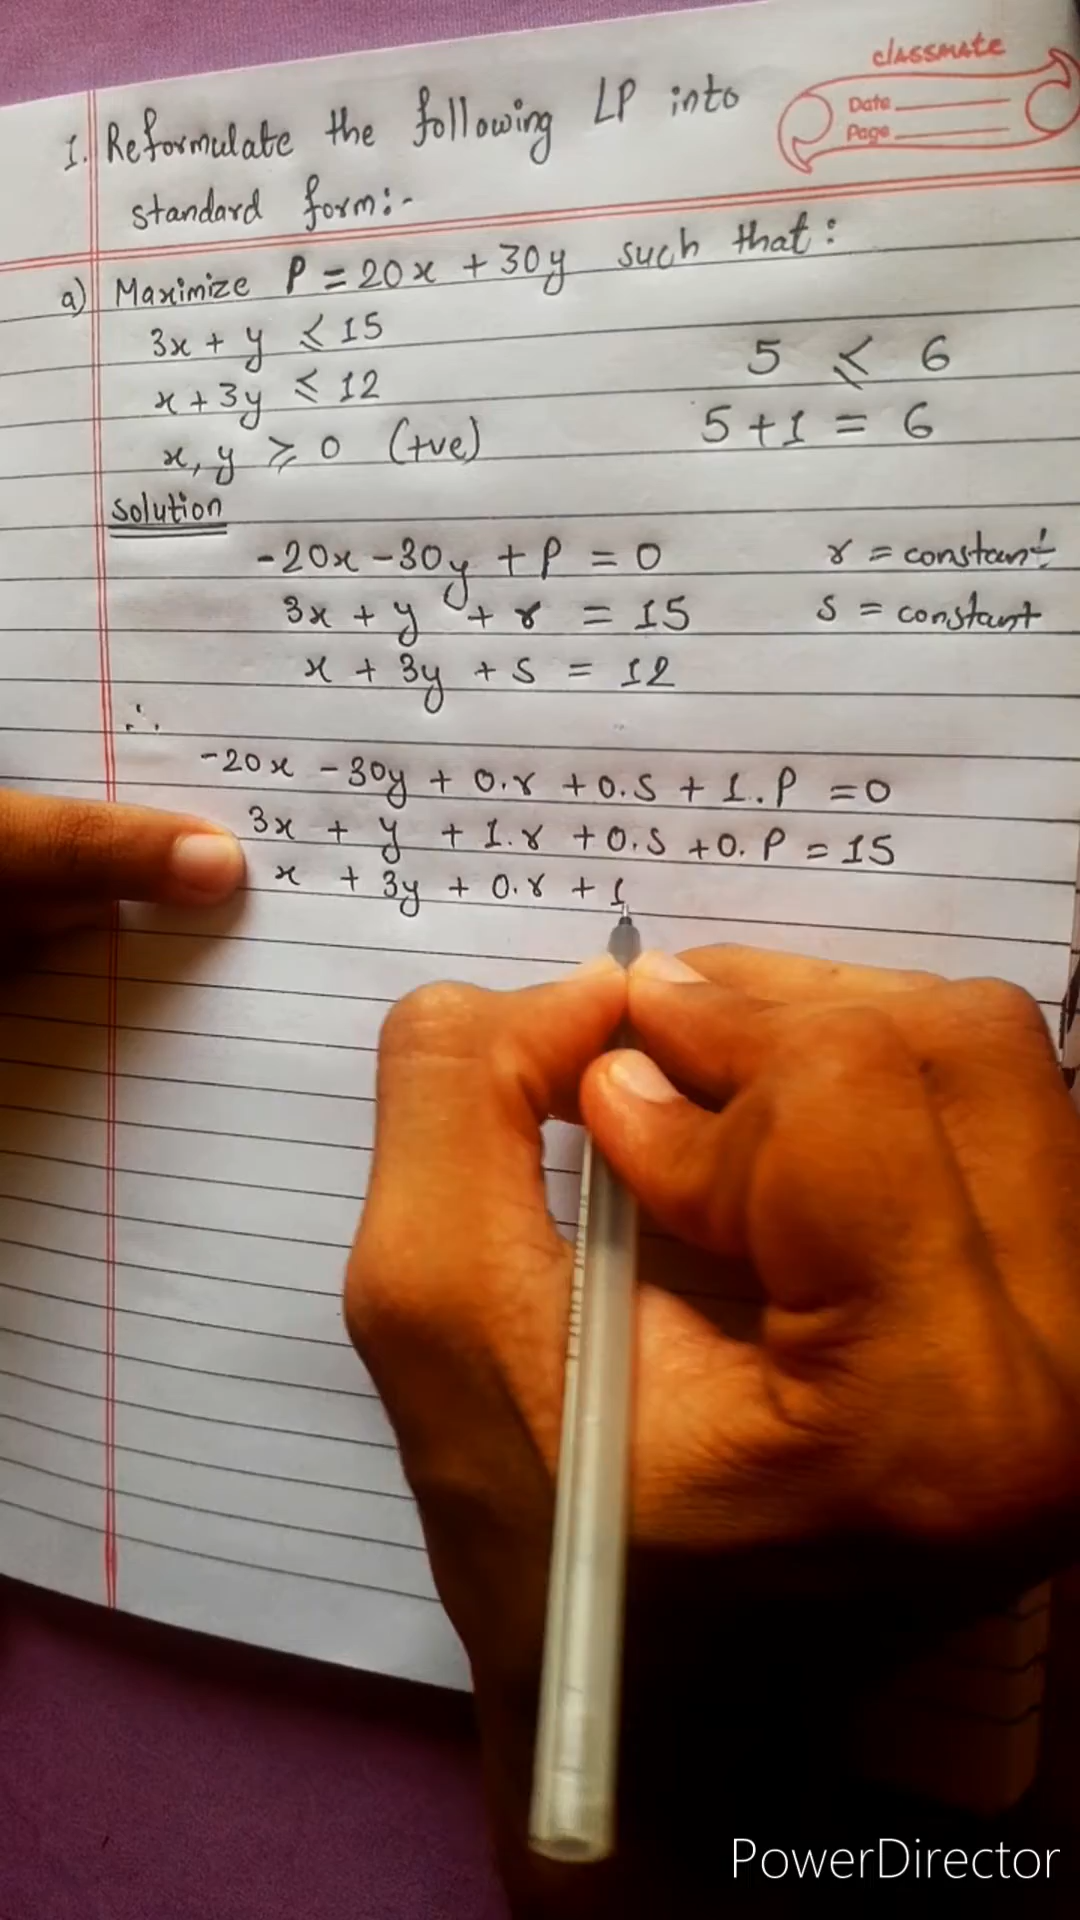 classmate
Date
Page
1. Reformulate the following LP into
standard form:-
a) Maximize P = 20x + 30y such that:
3x + y ⩽ 15
x + 3y ⩽ 12
x, y ⩾ 0 (+ve)
5 ⩽ 6
5 + 1 = 6
solution
-20x - 30y + P = 0
3x + y + r = 15
x + 3y + s = 12
r = constant
s = constant
∴
-20x - 30y + 0.r + 0.s + 1.P = 0
3x + y + 1.r + 0.s + 0.P = 15
x + 3y + 0.r + 1
PowerDirector